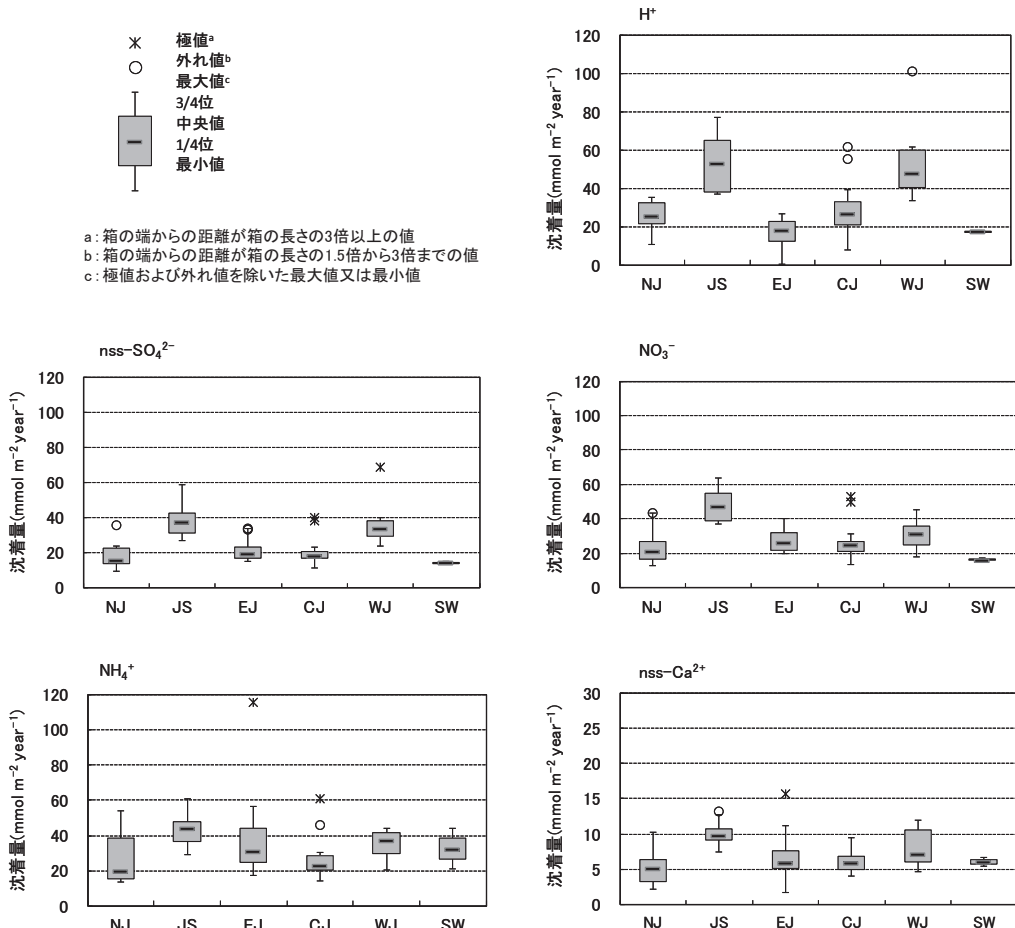 極値ᵃ
外れ値ᵇ
最大値ᶜ
3/4位
中央値
1/4位
最小値
a：箱の端からの距離が箱の長さの3倍以上の値
b：箱の端からの距離が箱の長さの1.5倍から3倍までの値
c：極値および外れ値を除いた最大値又は最小値
H⁺
沈着量(mmol m⁻² year⁻¹)
120
100
80
60
40
20
0
NJ JS EJ CJ WJ SW
nss-SO₄²⁻
沈着量(mmol m⁻² year⁻¹)
120
100
80
60
40
20
0
NJ JS EJ CJ WJ SW
NO₃⁻
沈着量(mmol m⁻² year⁻¹)
120
100
80
60
40
20
0
NJ JS EJ CJ WJ SW
NH₄⁺
沈着量(mmol m⁻² year⁻¹)
120
100
80
60
40
20
0
NJ JS EJ CJ WJ SW
nss-Ca²⁺
沈着量(mmol m⁻² year⁻¹)
30
25
20
15
10
5
0
NJ JS EJ CJ WJ SW